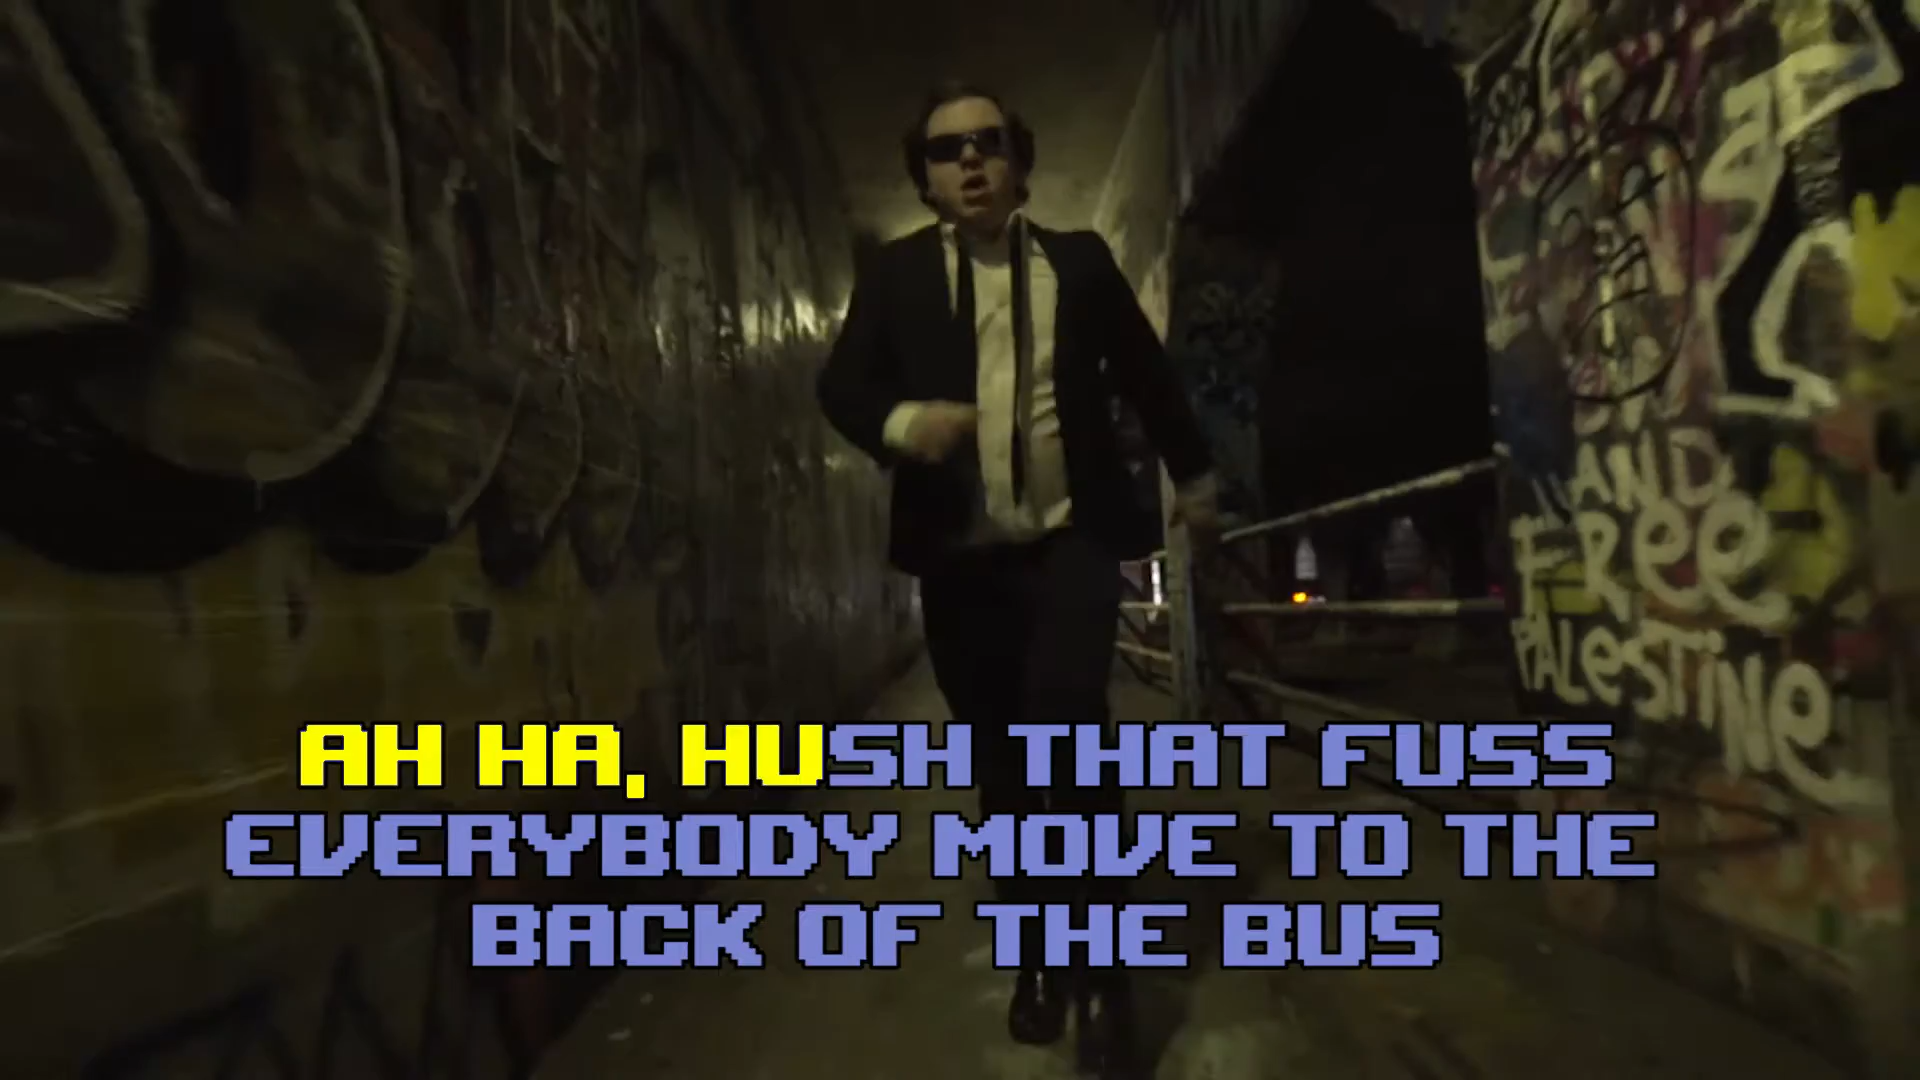 AND
FREE
PALESTINE
AH HA, HUSH THAT FUSS
EVERYBODY MOVE TO THE
BACK OF THE BUS